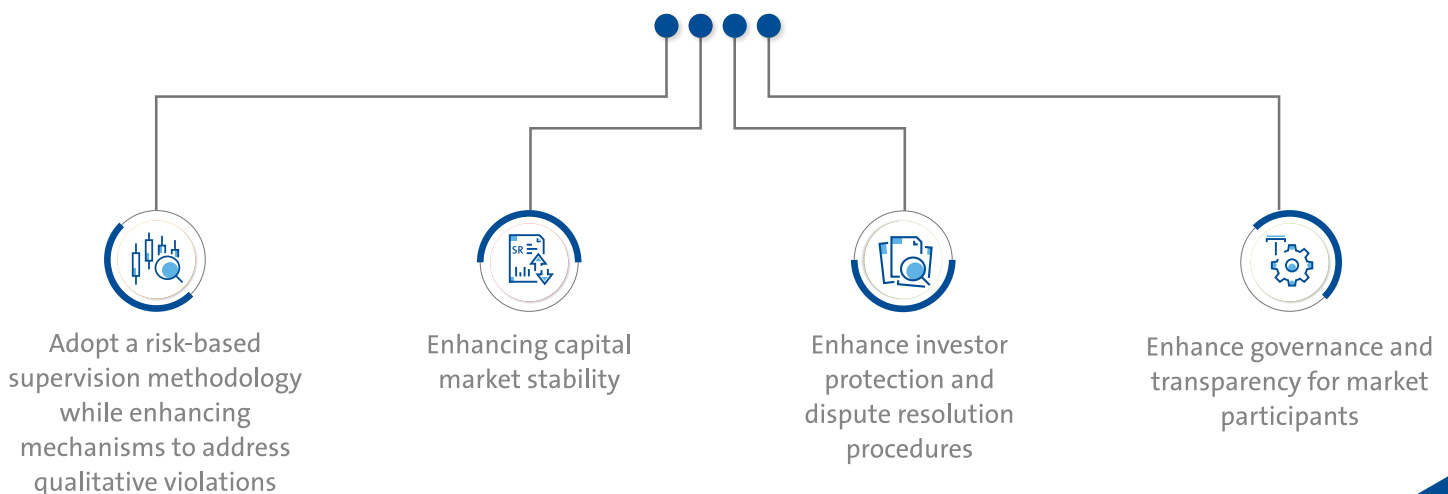 SR
Adopt a risk-based
supervision methodology
while enhancing
mechanisms to address
qualitative violations
Enhancing capital
market stability
Enhance investor
protection and
dispute resolution
procedures
Enhance governance and
transparency for market
participants